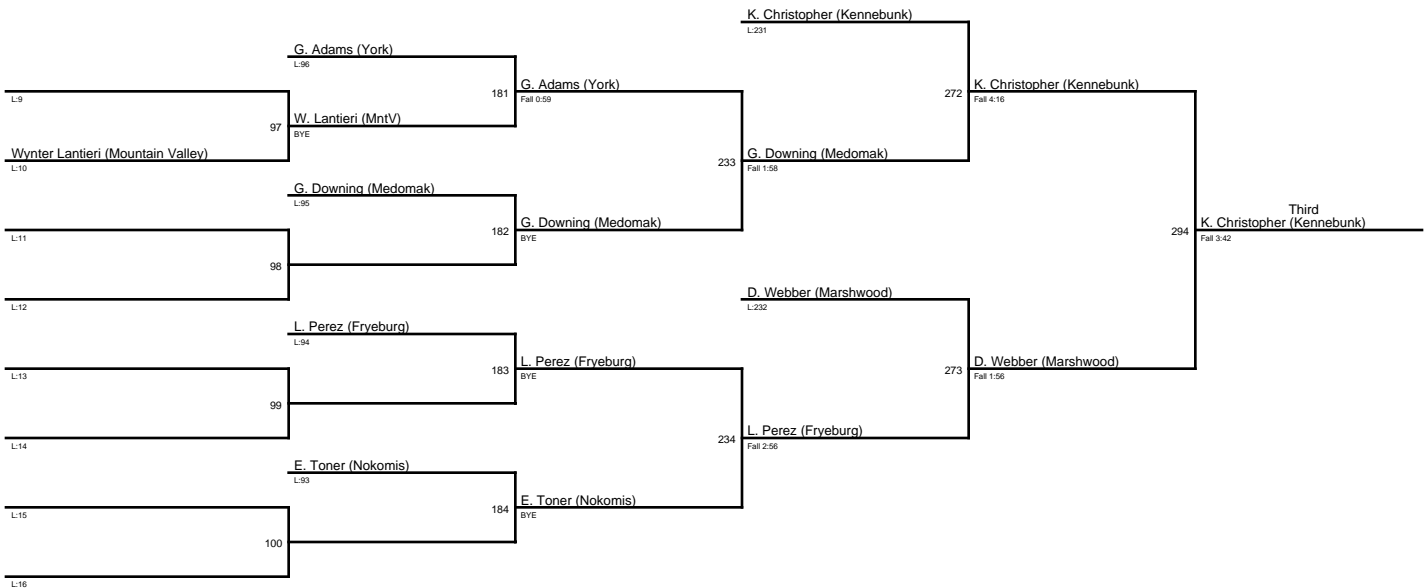 K. Christopher (Kennebunk)
L:231
G. Adams (York)
L:96
L:9
181
G. Adams (York)
Fall 0:59
272
K. Christopher (Kennebunk)
Fall 4:16
97
W. Lantieri (MntV)
BYE
Wynter Lantieri (Mountain Valley)
L:10
233
G. Downing (Medomak)
Fall 1:58
G. Downing (Medomak)
L:95
L:11
182
G. Downing (Medomak)
BYE
294
Third
K. Christopher (Kennebunk)
Fall 3:42
98
L:12
D. Webber (Marshwood)
L:232
L. Perez (Fryeburg)
L:94
L:13
183
L. Perez (Fryeburg)
BYE
273
D. Webber (Marshwood)
Fall 1:56
99
L:14
234
L. Perez (Fryeburg)
Fall 2:56
E. Toner (Nokomis)
L:93
L:15
184
E. Toner (Nokomis)
BYE
100
L:16